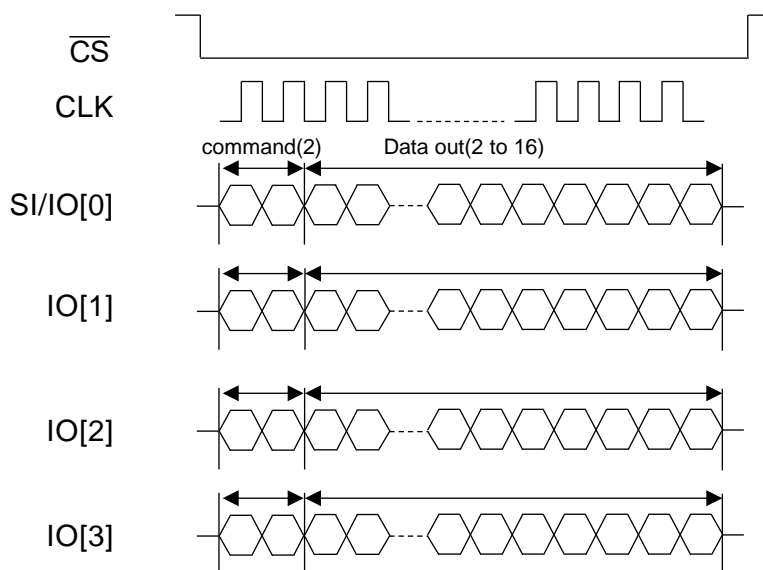 CS
CLK
command(2) Data out(2 to 16)
SI/IO[0]
IO[1]
IO[2]
IO[3]